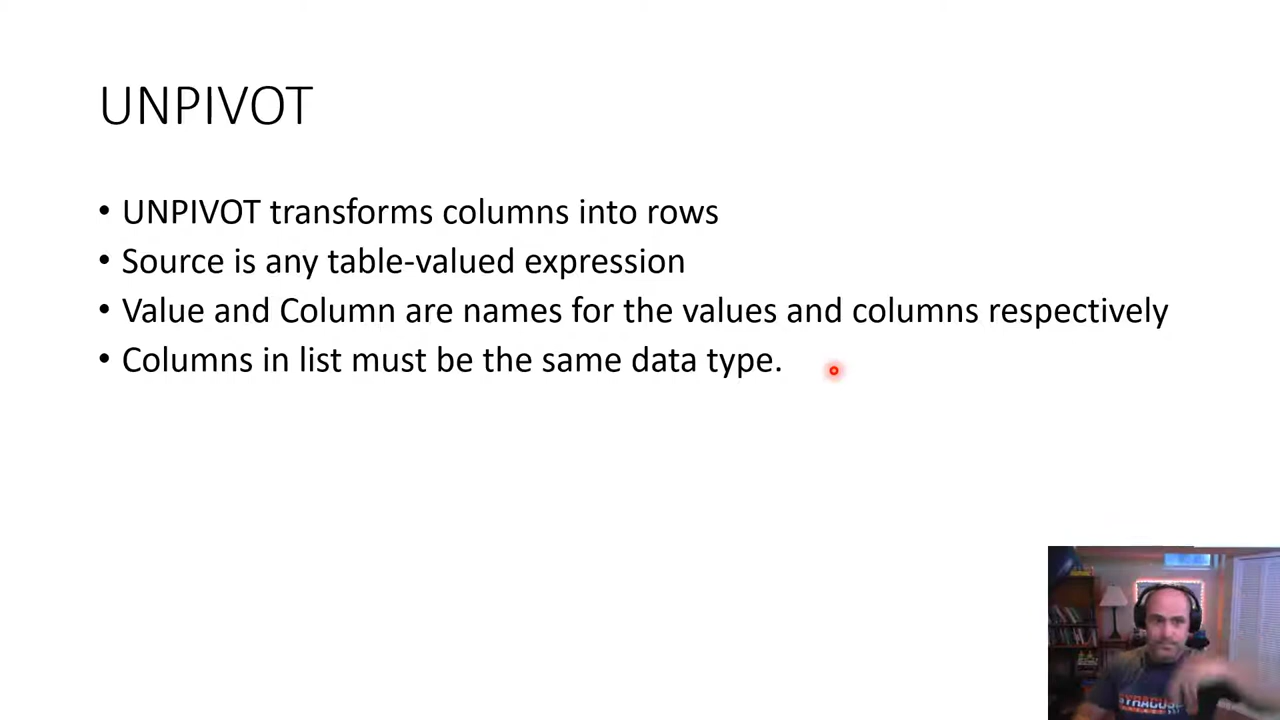 UNPIVOT
• UNPIVOT transforms columns into rows
• Source is any table-valued expression
• Value and Column are names for the values and columns respectively
• Columns in list must be the same data type.
SYRACUSE